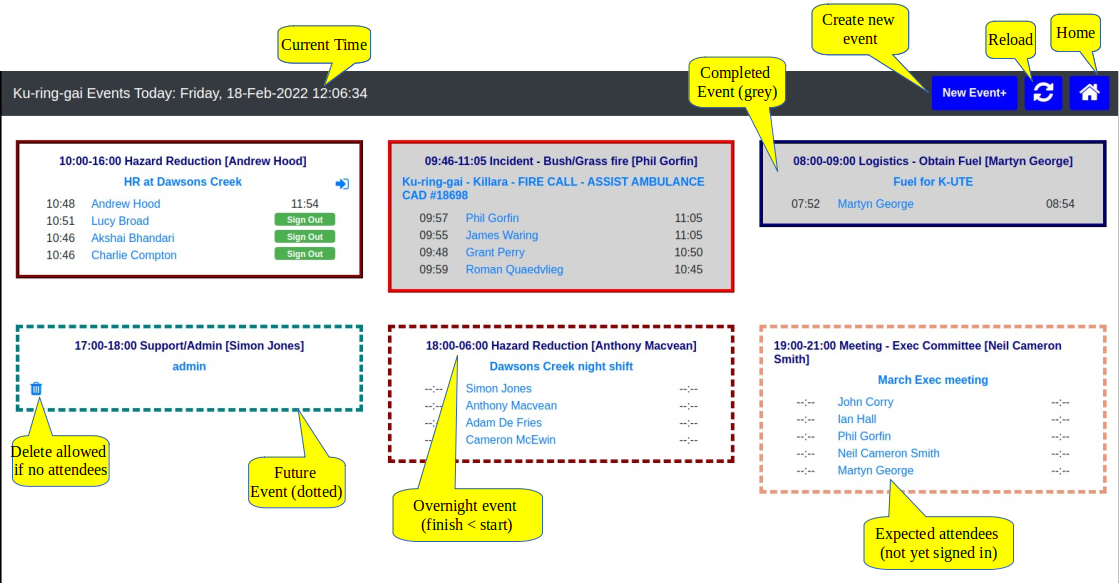 Create new
event
Current Time
Reload
Home
Completed
Event (grey)
Ku-ring-gai Events Today: Friday, 18-Feb-2022 12:06:34
New Event+
10:00-16:00 Hazard Reduction [Andrew Hood]
HR at Dawsons Creek
10:48 Andrew Hood 11:54
10:51 Lucy Broad Sign Out
10:46 Akshai Bhandari Sign Out
10:46 Charlie Compton Sign Out
09:46-11:05 Incident - Bush/Grass fire [Phil Gorfin]
Ku-ring-gai - Killara - FIRE CALL - ASSIST AMBULANCE
CAD #18698
09:57 Phil Gorfin 11:05
09:55 James Waring 11:05
09:48 Grant Perry 10:50
09:59 Roman Quaedvlieg 10:45
08:00-09:00 Logistics - Obtain Fuel [Martyn George]
Fuel for K-UTE
07:52 Martyn George 08:54
17:00-18:00 Support/Admin [Simon Jones]
admin
Delete allowed
if no attendees
Future
Event (dotted)
18:00-06:00 Hazard Reduction [Anthony Macvean]
Dawsons Creek night shift
--:-- Simon Jones --:--
--:-- Anthony Macvean --:--
--:-- Adam De Fries --:--
--:-- Cameron McEwin --:--
Overnight event
(finish < start)
19:00-21:00 Meeting - Exec Committee [Neil Cameron
Smith]
March Exec meeting
--:-- John Corry --:--
--:-- Ian Hall --:--
--:-- Phil Gorfin --:--
--:-- Neil Cameron Smith --:--
--:-- Martyn George --:--
Expected attendees
(not yet signed in)